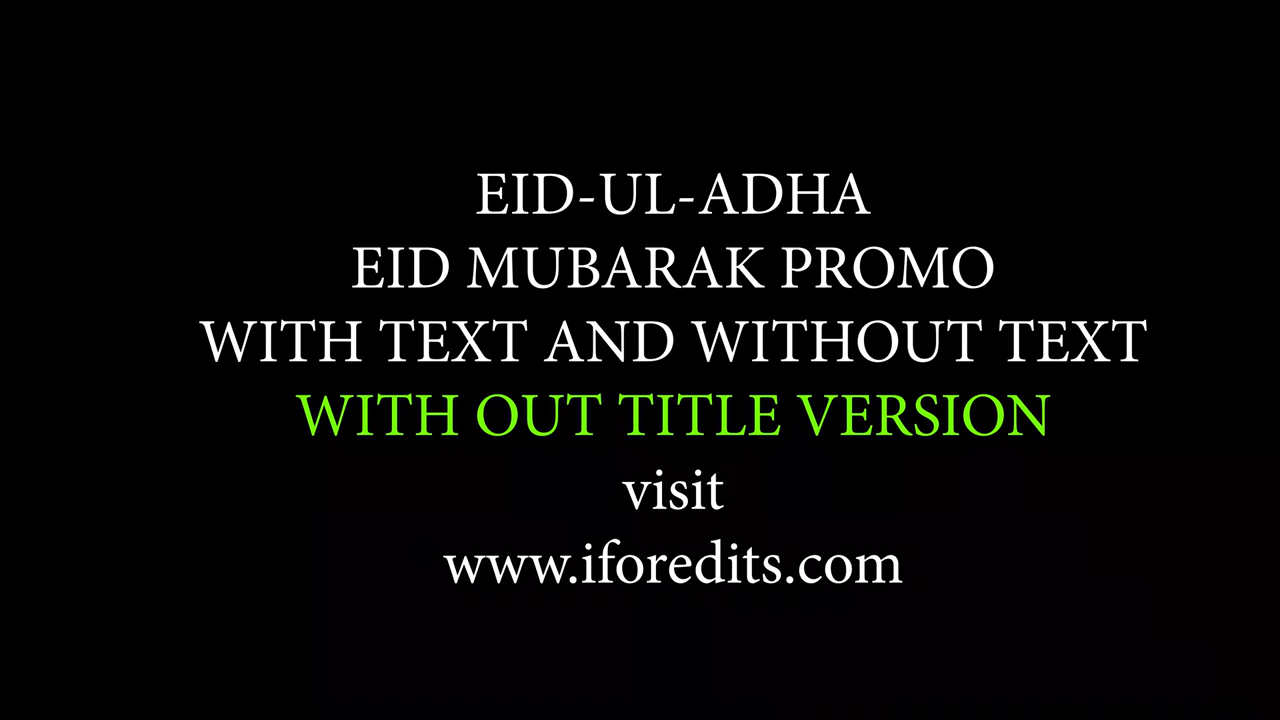 EID-UL-ADHA
EID MUBARAK PROMO
WITH TEXT AND WITHOUT TEXT
WITH OUT TITLE VERSION
visit
www.iforedits.com